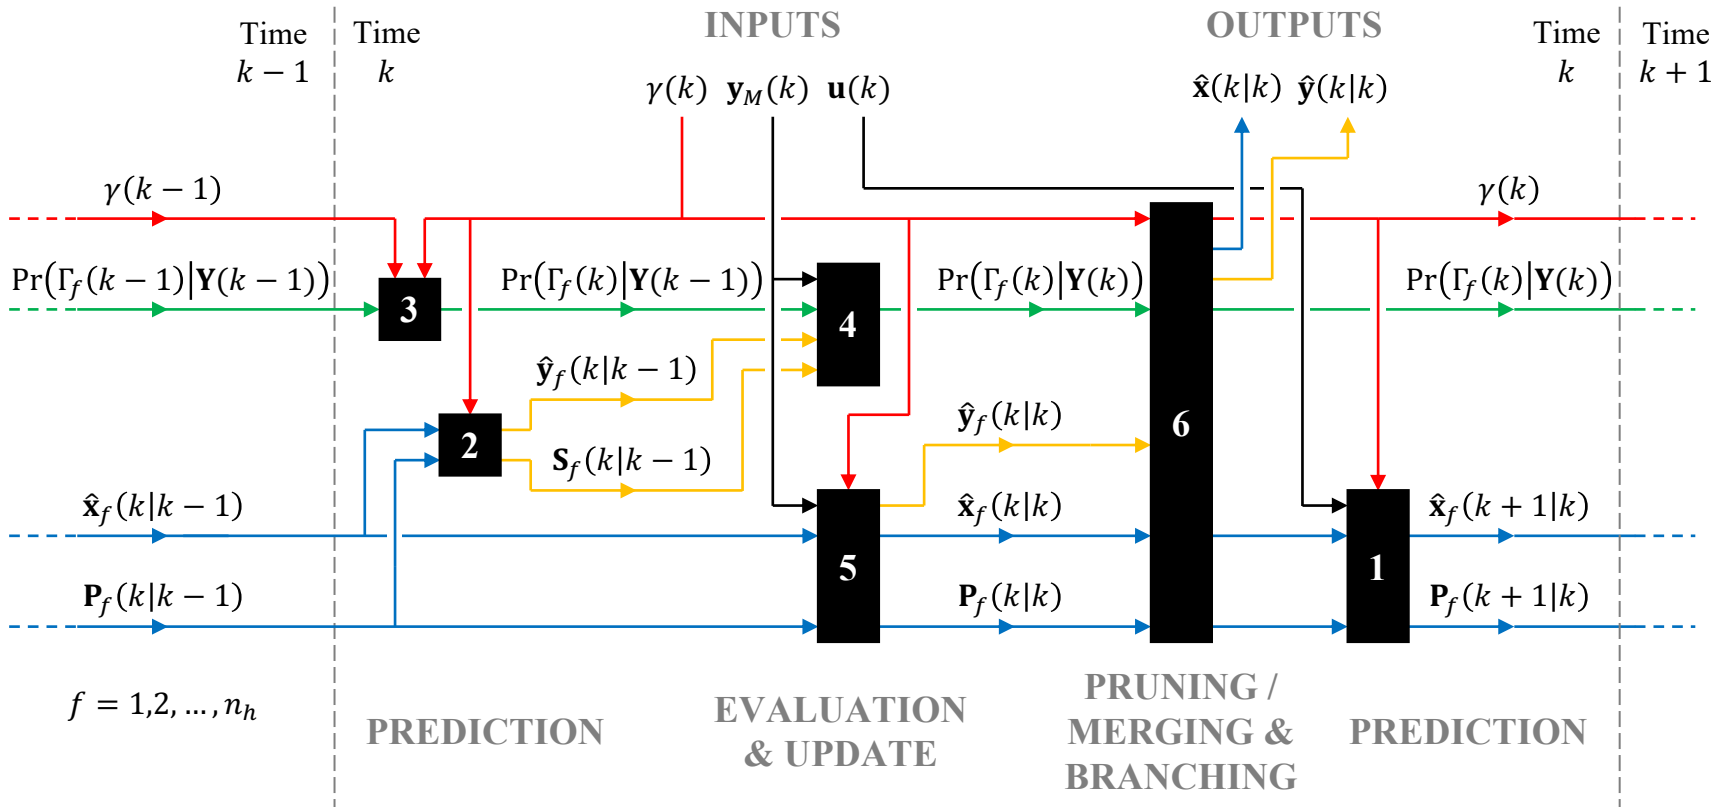 Time
k − 1
Time
k
INPUTS
OUTPUTS
Time
k
Time
k + 1
γ(k) 𝐲_M(k) 𝐮(k)
𝐱̂(k|k) 𝐲̂(k|k)
γ(k − 1)
γ(k)
Pr(Γ_f(k − 1)|𝐘(k − 1))
Pr(Γ_f(k)|𝐘(k − 1))
Pr(Γ_f(k)|𝐘(k))
Pr(Γ_f(k)|𝐘(k))
3
4
𝐲̂_f(k|k − 1)
2
𝐒_f(k|k − 1)
𝐲̂_f(k|k)
6
𝐱̂_f(k|k − 1)
𝐱̂_f(k|k)
𝐱̂_f(k + 1|k)
5
1
𝐏_f(k|k − 1)
𝐏_f(k|k)
𝐏_f(k + 1|k)
f = 1,2, … , n_h
PREDICTION
EVALUATION
& UPDATE
PRUNING /
MERGING &
BRANCHING
PREDICTION